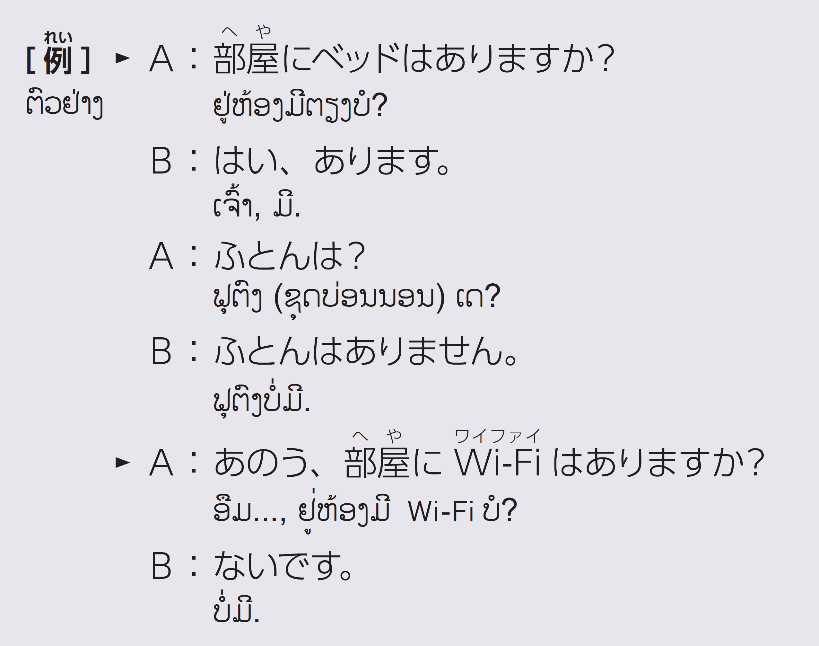 れい
[例] ► A：部屋にベッドはありますか？
へ や
ຕົວຢ່າງ
ຢູ່ຫ້ອງມີຕຽງບໍ?
B：はい、あります。
ເຈົ້າ, ມີ.
A：ふとんは？
ຟຸຕົງ (ຊຸດບ່ອນນອນ) ເດ?
B：ふとんはありません。
ຟຸຕົງບໍ່ມີ.
へ や ワイファイ
► A：あのう、部屋に Wi-Fi はありますか？
ອືມ..., ຢູ່ຫ້ອງມີ Wi-Fi ບໍ?
B：ないです。
ບໍ່ມີ.